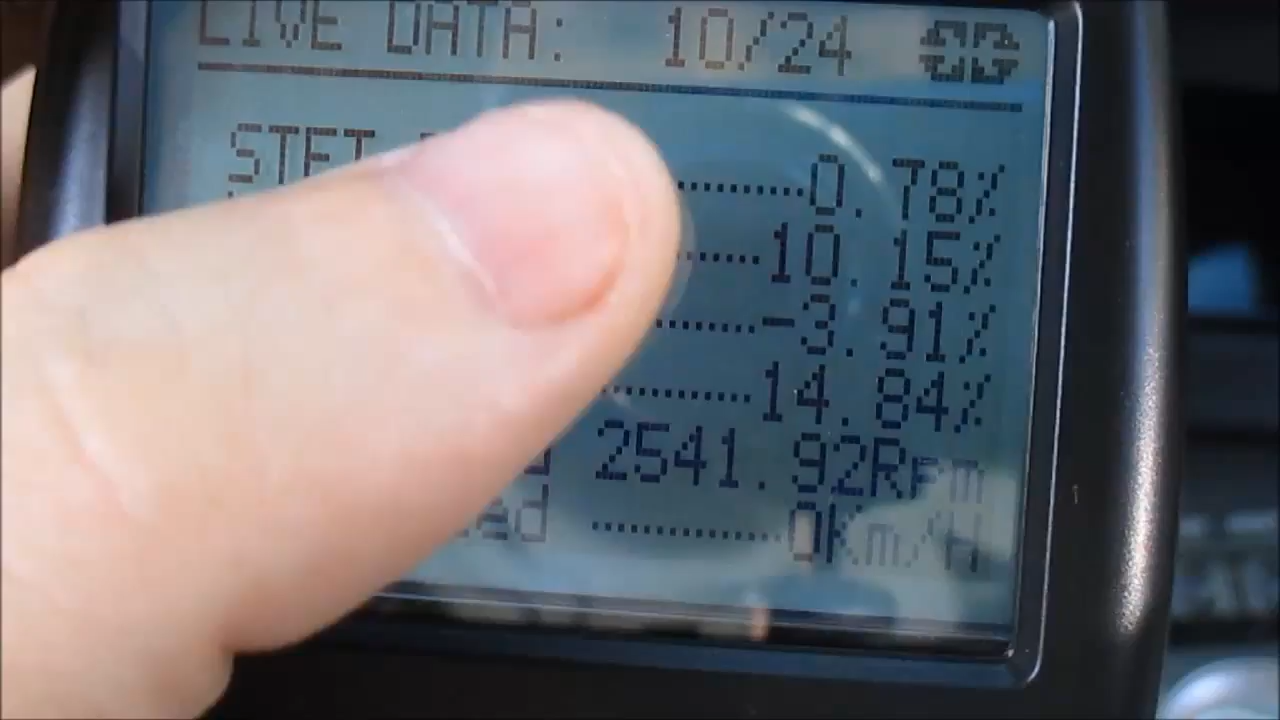 LIVE DATA: 10/24
STFT 0.78%
10.15%
-3.91%
14.84%
2541.92Rpm
0Km/H